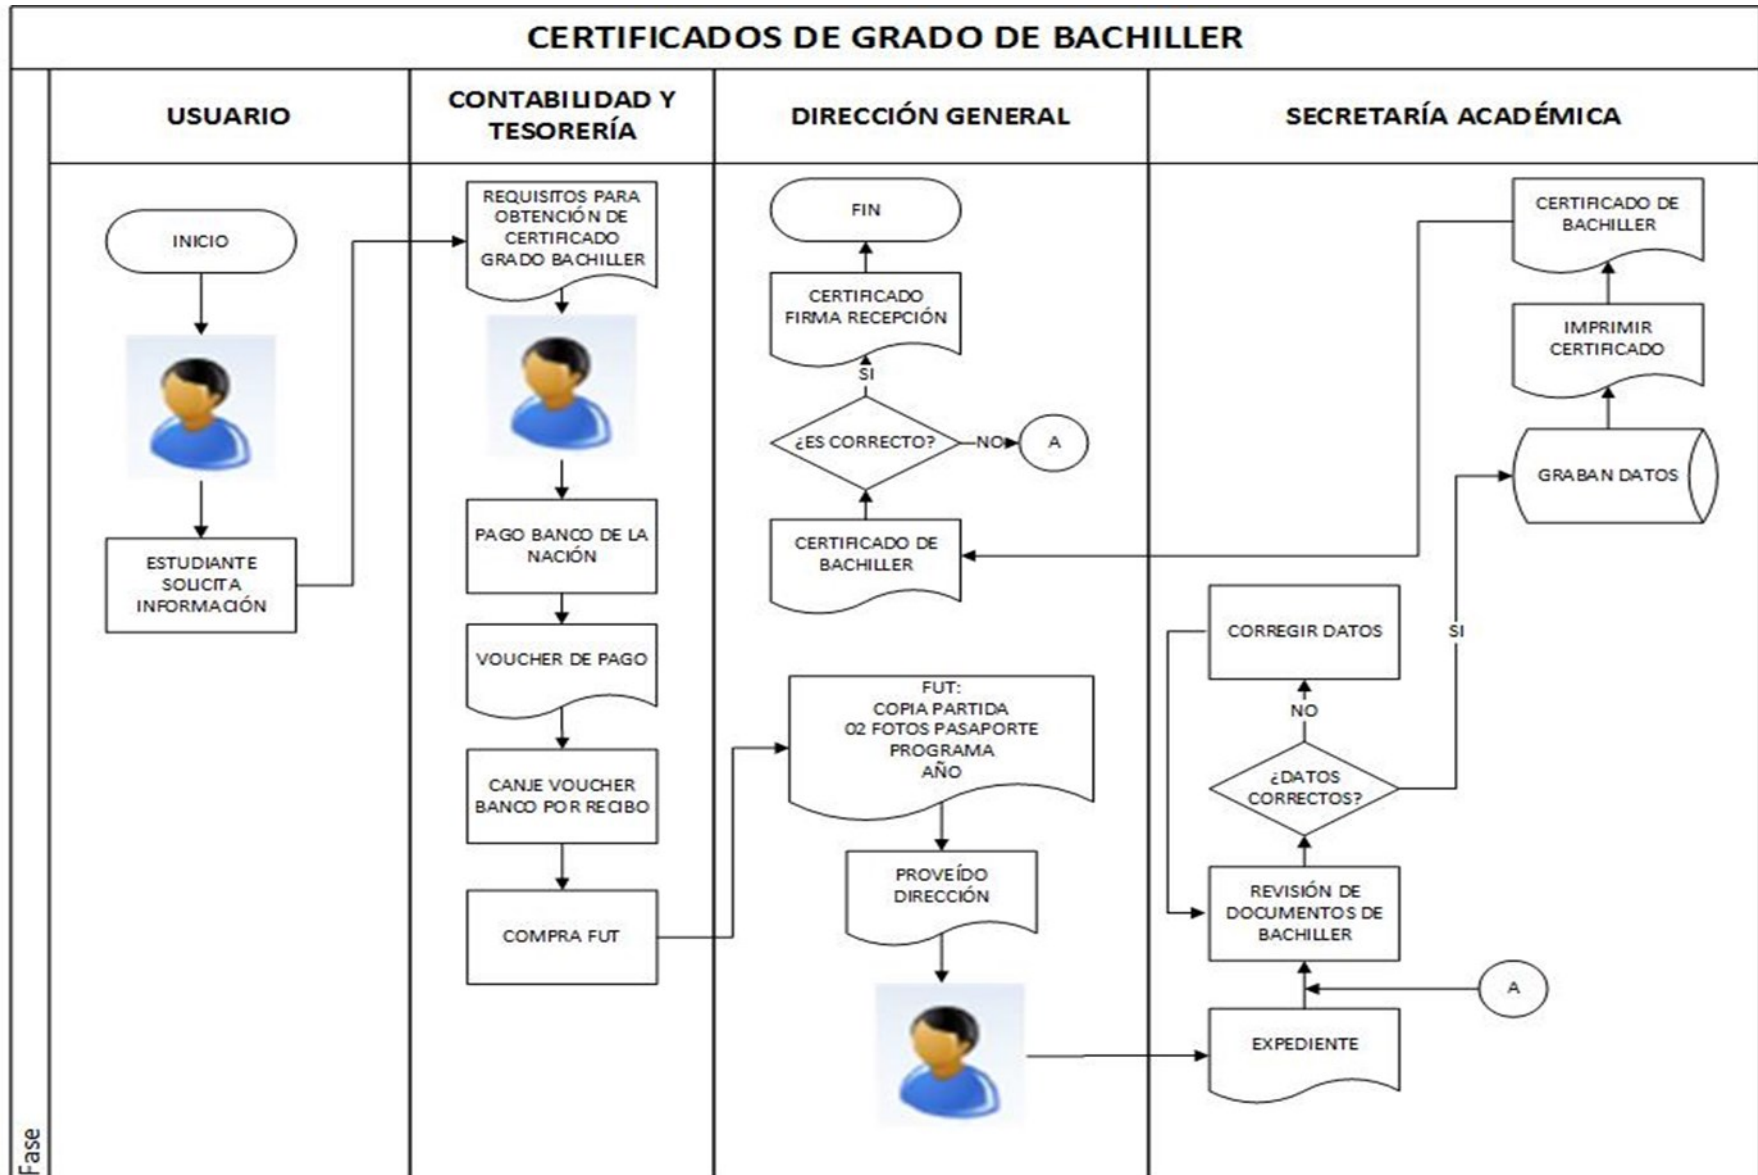 CERTIFICADOS DE GRADO DE BACHILLER
USUARIO
CONTABILIDAD Y
TESORERÍA
DIRECCIÓN GENERAL
SECRETARÍA ACADÉMICA
Fase
INICIO
ESTUDIANTE
SOLICITA
INFORMACIÓN
REQUISITOS PARA
OBTENCIÓN DE
CERTIFICADO
GRADO BACHILLER
PAGO BANCO DE LA
NACIÓN
VOUCHER DE PAGO
CANJE VOUCHER
BANCO POR RECIBO
COMPRA FUT
FIN
CERTIFICADO
FIRMA RECEPCIÓN
SI
¿ES CORRECTO?
NO
A
CERTIFICADO DE
BACHILLER
FUT:
COPIA PARTIDA
02 FOTOS PASAPORTE
PROGRAMA
AÑO
PROVEÍDO
DIRECCIÓN
CERTIFICADO DE
BACHILLER
IMPRIMIR
CERTIFICADO
GRABAN DATOS
CORREGIR DATOS
SI
NO
¿DATOS
CORRECTOS?
REVISIÓN DE
DOCUMENTOS DE
BACHILLER
A
EXPEDIENTE